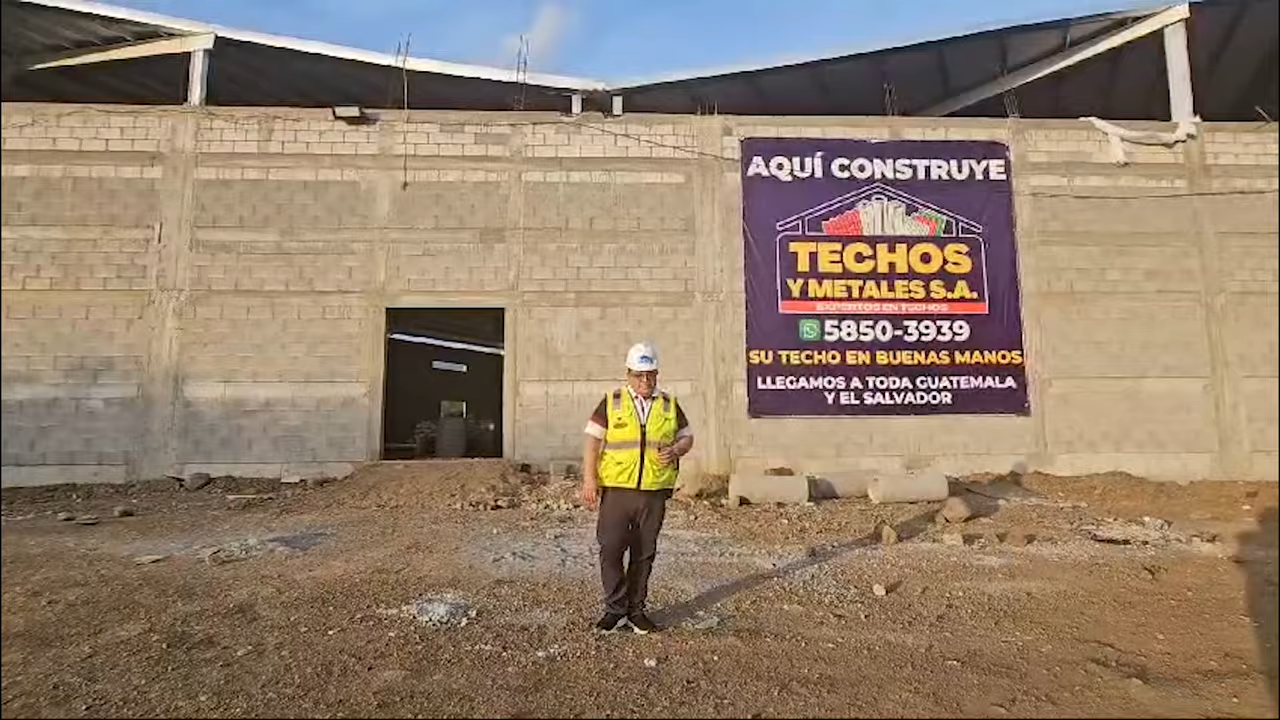 AQUÍ CONSTRUYE
TECHOS
Y METALES S.A.
EXPERTOS EN TECHOS
5850-3939
SU TECHO EN BUENAS MANOS
LLEGAMOS A TODA GUATEMALA
Y EL SALVADOR